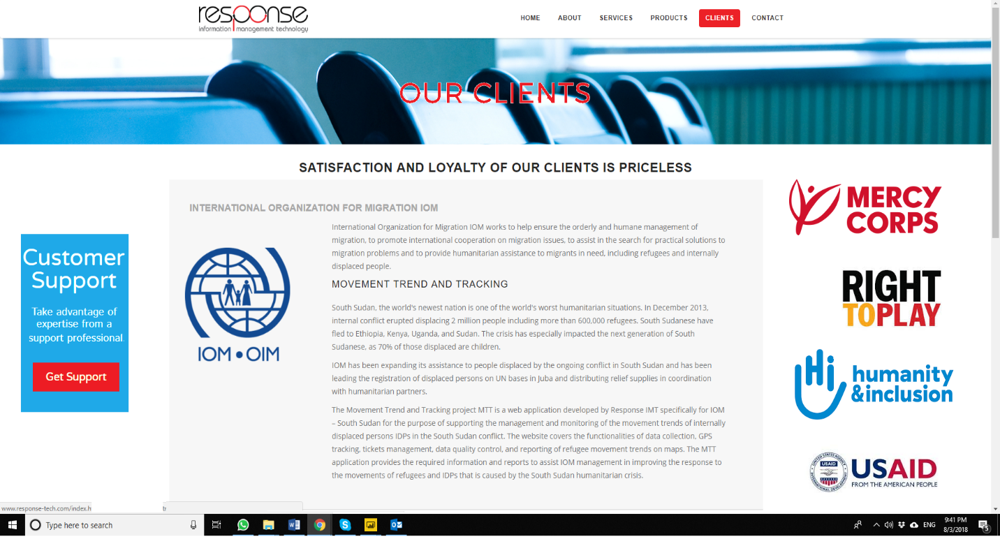 response
information management technology
HOME ABOUT SERVICES PRODUCTS CLIENTS CONTACT
OUR CLIENTS
SATISFACTION AND LOYALTY OF OUR CLIENTS IS PRICELESS
INTERNATIONAL ORGANIZATION FOR MIGRATION IOM
International Organization for Migration IOM works to help ensure the orderly and humane management of
migration, to promote international cooperation on migration issues, to assist in the search for practical solutions to
migration problems and to provide humanitarian assistance to migrants in need, including refugees and internally
displaced people.
MOVEMENT TREND AND TRACKING
South Sudan, the world's newest nation is one of the world's worst humanitarian situations. In December 2013,
internal conflict erupted displacing 2 million people including more than 600,000 refugees. South Sudanese have
fled to Ethiopia, Kenya, Uganda, and Sudan. The crisis has especially impacted the next generation of South
Sudanese, as 70% of those displaced are children.
IOM has been expanding its assistance to people displaced by the ongoing conflict in South Sudan and has been
leading the registration of displaced persons on UN bases in Juba and distributing relief supplies in coordination
with humanitarian partners.
The Movement Trend and Tracking project MTT is a web application developed by Response IMT specifically for IOM
– South Sudan for the purpose of supporting the management and monitoring of the movement trends of internally
displaced persons IDPs in the South Sudan conflict. The website covers the functionalities of data collection, GPS
tracking, tickets management, data quality control, and reporting of refugee movement trends on maps. The MTT
application provides the required information and reports to assist IOM management in improving the response to
the movements of refugees and IDPs that is caused by the South Sudan humanitarian crisis.
IOM • OIM
Customer
Support
Take advantage of
expertise from a
support professional.
Get Support
MERCY
CORPS
RIGHT
TOPLAY
Hi
humanity
&inclusion
UNITED STATES AGENCY
USAID
INTERNATIONAL DEVELOPMENT
USAID
FROM THE AMERICAN PEOPLE
www.response-tech.com/index.h
Type here to search
ENG
9:41 PM
8/3/2018
5